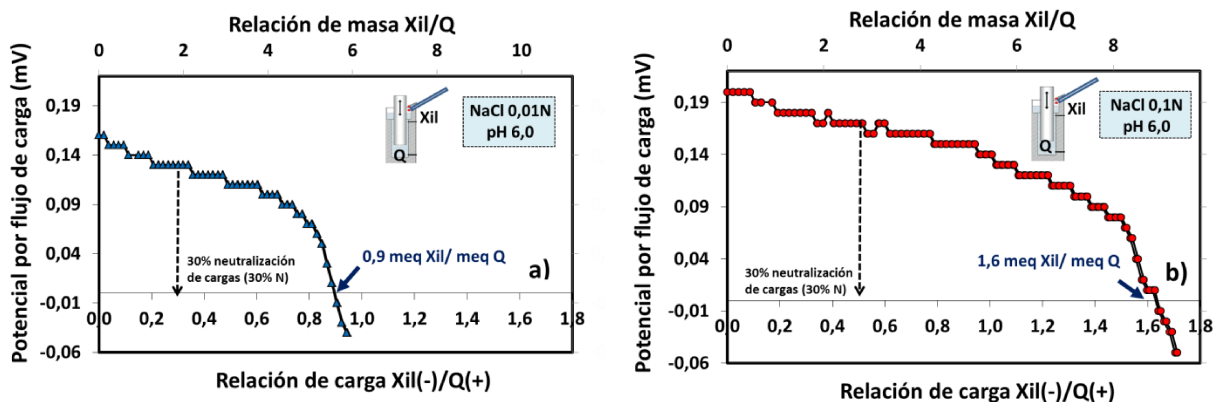 Relación de masa Xil/Q
0 2 4 6 8 10
Potencial por flujo de carga (mV)
0,19
0,14
0,09
0,04
-0,01
-0,06
Xil
Q
NaCl 0,01N
pH 6,0
30% neutralización
de cargas (30% N)
0,9 meq Xil/ meq Q
a)
0 0,2 0,4 0,6 0,8 1,0 1,2 1,4 1,6 1,8
Relación de carga Xil(-)/Q(+)
Relación de masa Xil/Q
0 2 4 6 8
Potencial por flujo de carga (mV)
0,19
0,14
0,09
0,04
-0,01
-0,06
Xil
Q
NaCl 0,1N
pH 6,0
30% neutralización
de cargas (30% N)
1,6 meq Xil/ meq Q
b)
0,0 0,2 0,4 0,6 0,8 1,0 1,2 1,4 1,6 1,8
Relación de carga Xil(-)/Q(+)